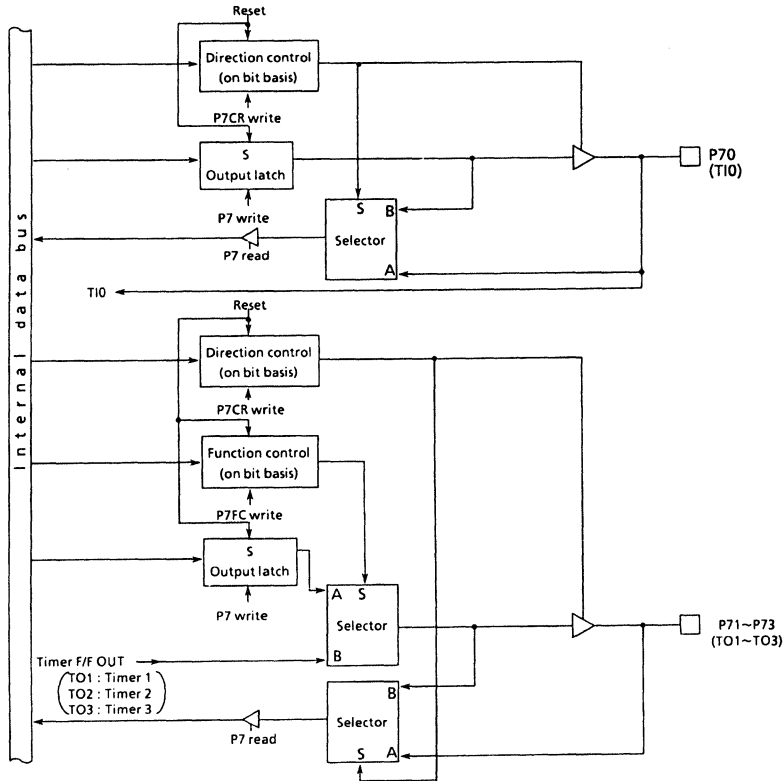 Reset
Direction control
(on bit basis)
P7CR write
S
Output latch
P7 write
S
B
Selector
A
P7 read
P70
(TI0)
TI0
Internal data bus
Reset
Direction control
(on bit basis)
P7CR write
Function control
(on bit basis)
P7FC write
S
Output latch
P7 write
A
S
Selector
B
Timer F/F OUT
TO1 : Timer 1
TO2 : Timer 2
TO3 : Timer 3
B
Selector
S
A
P7 read
P71~P73
(TO1~TO3)